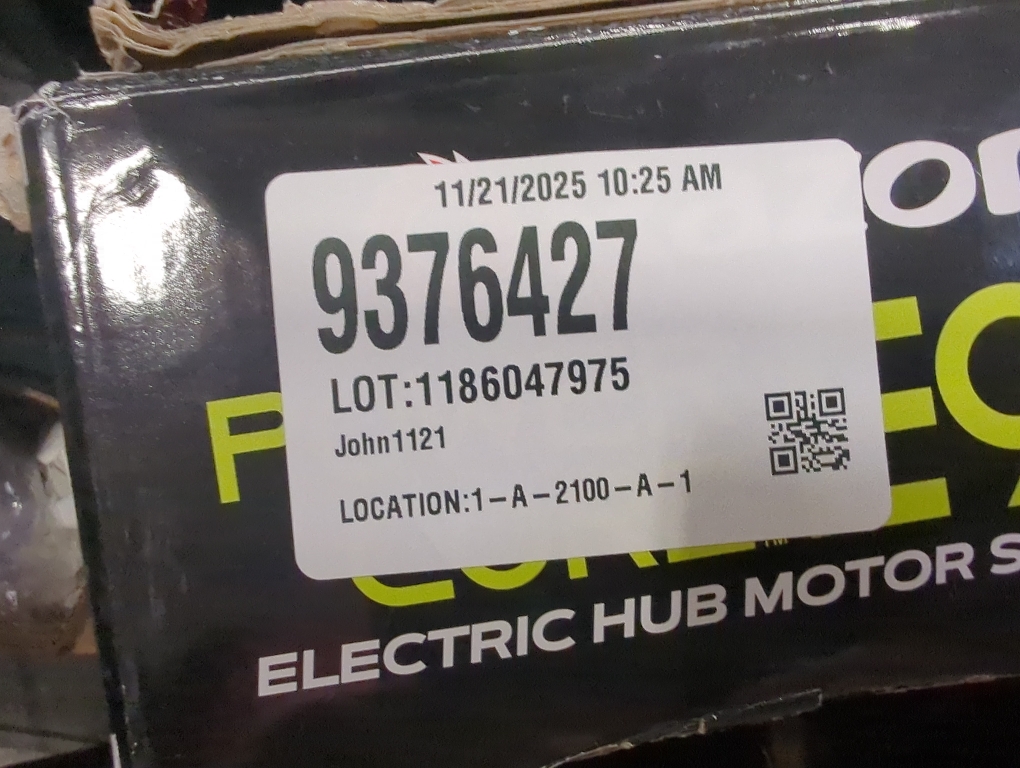 11/21/2025 10:25 AM
9376427
LOT:1186047975
John1121
LOCATION:1-A-2100-A-1
ELECTRIC HUB MOTOR S